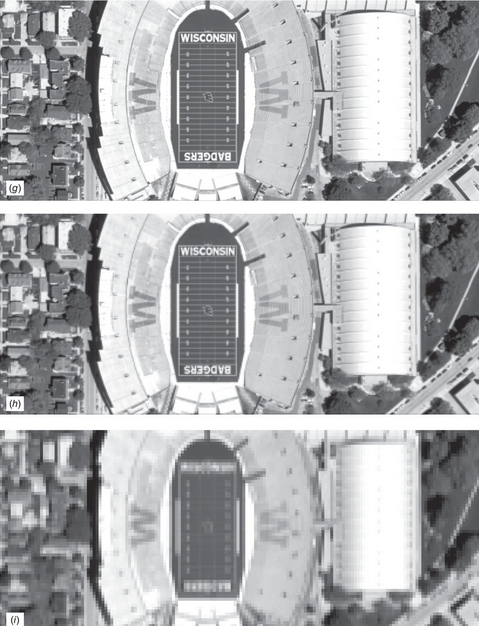 WISCONSIN
W
W
BADGERS
(g)
WISCONSIN
W
W
BADGERS
(h)
W
W
(i)